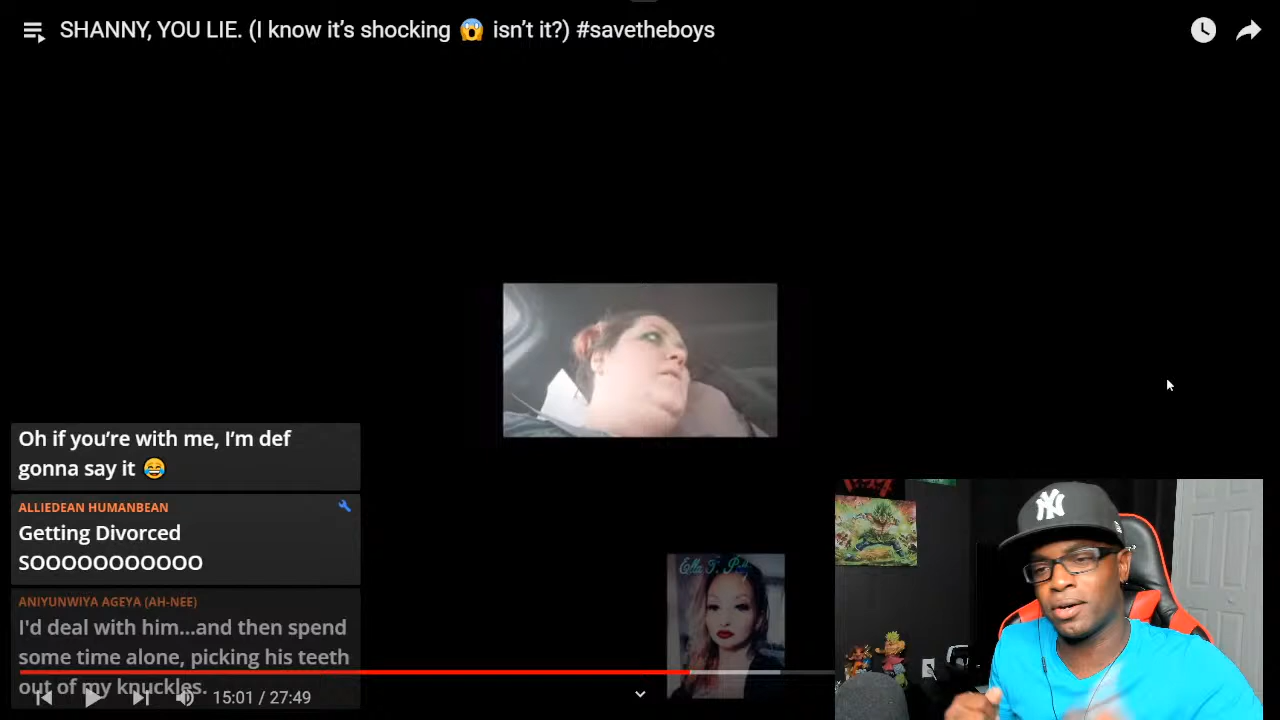 SHANNY, YOU LIE. (I know it’s shocking 😱 isn’t it?) #savetheboys
Oh if you’re with me, I’m def
gonna say it 😂
ALLIEDEAN HUMANBEAN
Getting Divorced
SOOOOOOOOOOO
ANIYUNWIYA AGEYA (AH-NEE)
I'd deal with him...and then spend
some time alone, picking his teeth
out of my knuckles.
15:01 / 27:49
NY